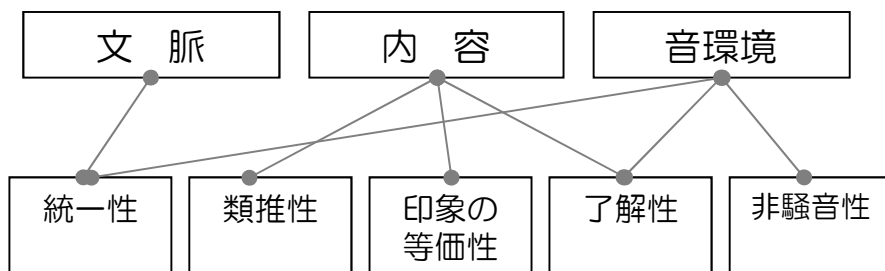 文 脈
内 容
音環境
統一性
類推性
印象の
等価性
了解性
非騒音性